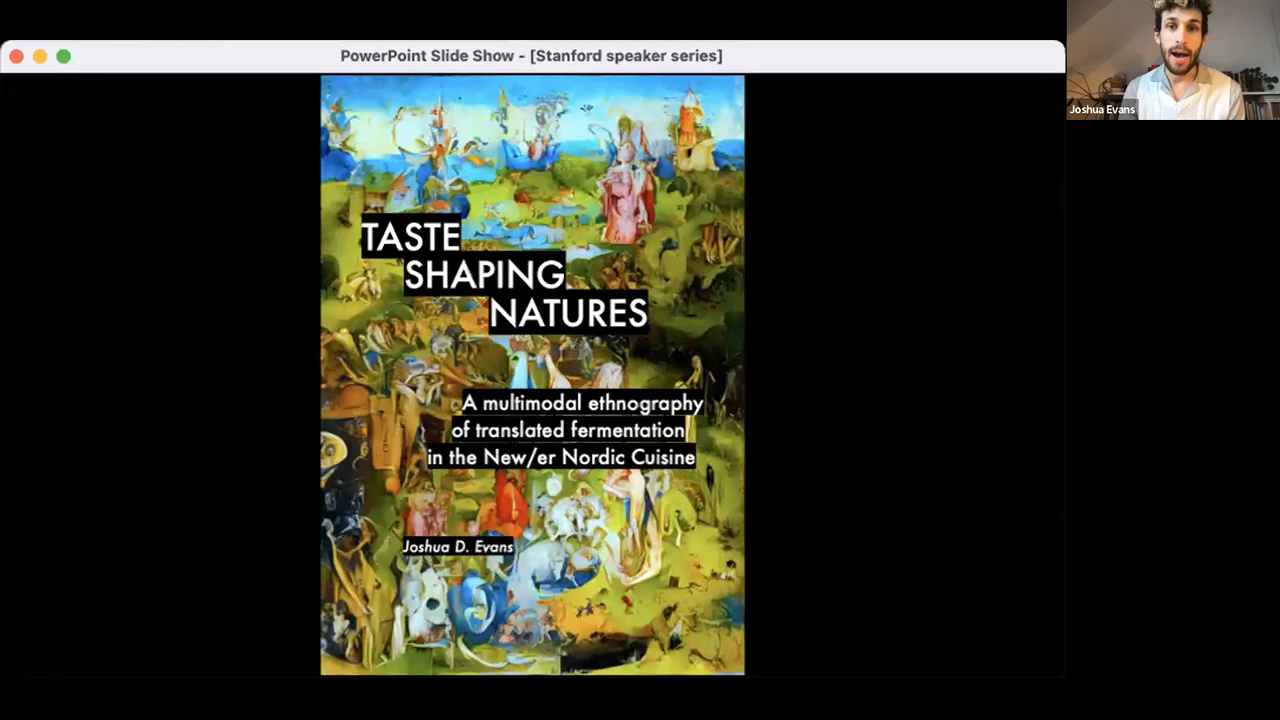 PowerPoint Slide Show - [Stanford speaker series]
Joshua Evans
TASTE
SHAPING
NATURES
A multimodal ethnography
of translated fermentation
in the New/er Nordic Cuisine
Joshua D. Evans